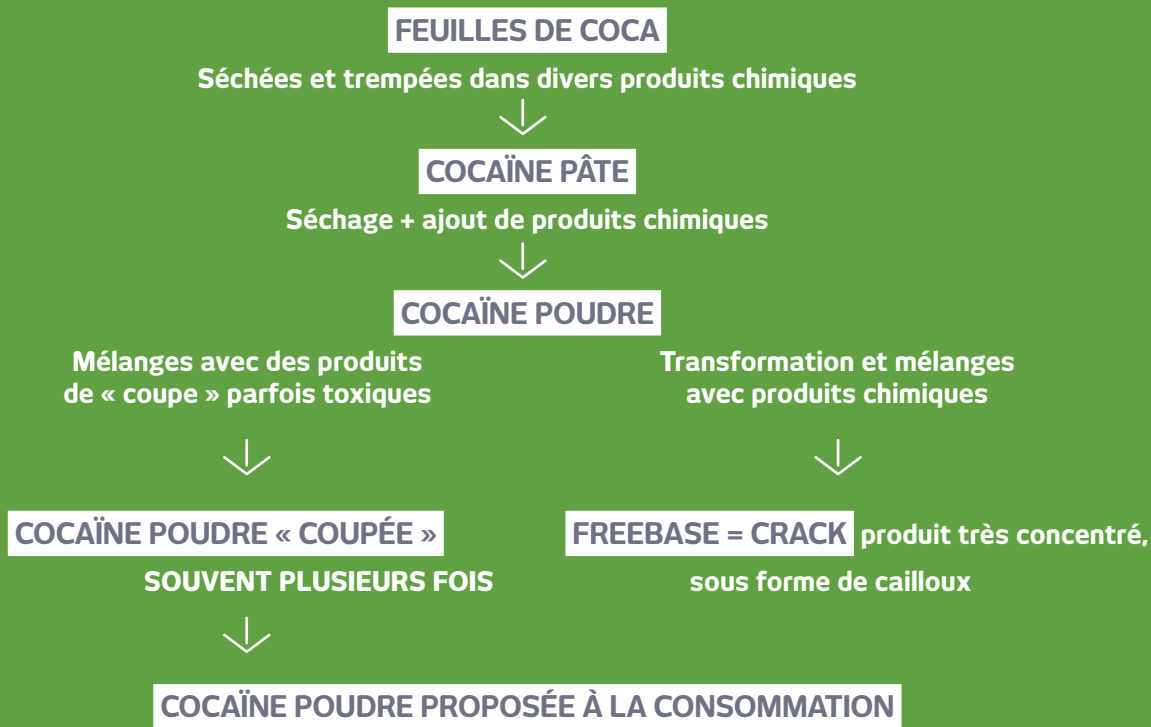 FEUILLES DE COCA
Séchées et trempées dans divers produits chimiques
COCAÏNE PÂTE
Séchage + ajout de produits chimiques
COCAÏNE POUDRE
Mélanges avec des produits
de « coupe » parfois toxiques
Transformation et mélanges
avec produits chimiques
COCAÏNE POUDRE « COUPÉE »
SOUVENT PLUSIEURS FOIS
FREEBASE = CRACK produit très concentré,
sous forme de cailloux
COCAÏNE POUDRE PROPOSÉE À LA CONSOMMATION